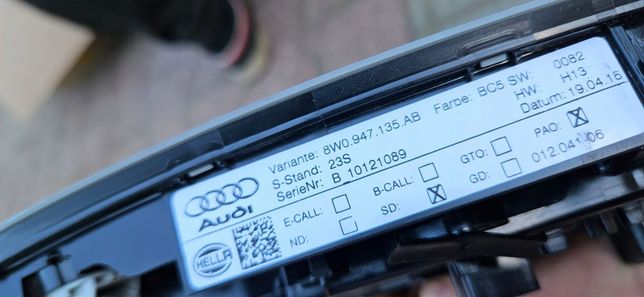 Variante: 8W0.947.135.AB Farbe: BC5 SW: 0082
S-Stand: 23S HW: H13
SerieNr: B_10121089 Datum: 19.04.16
AUDI
E-CALL: B-CALL: GTO: PAO: X
ND: SD: X GD: 012.041-06
HELLA